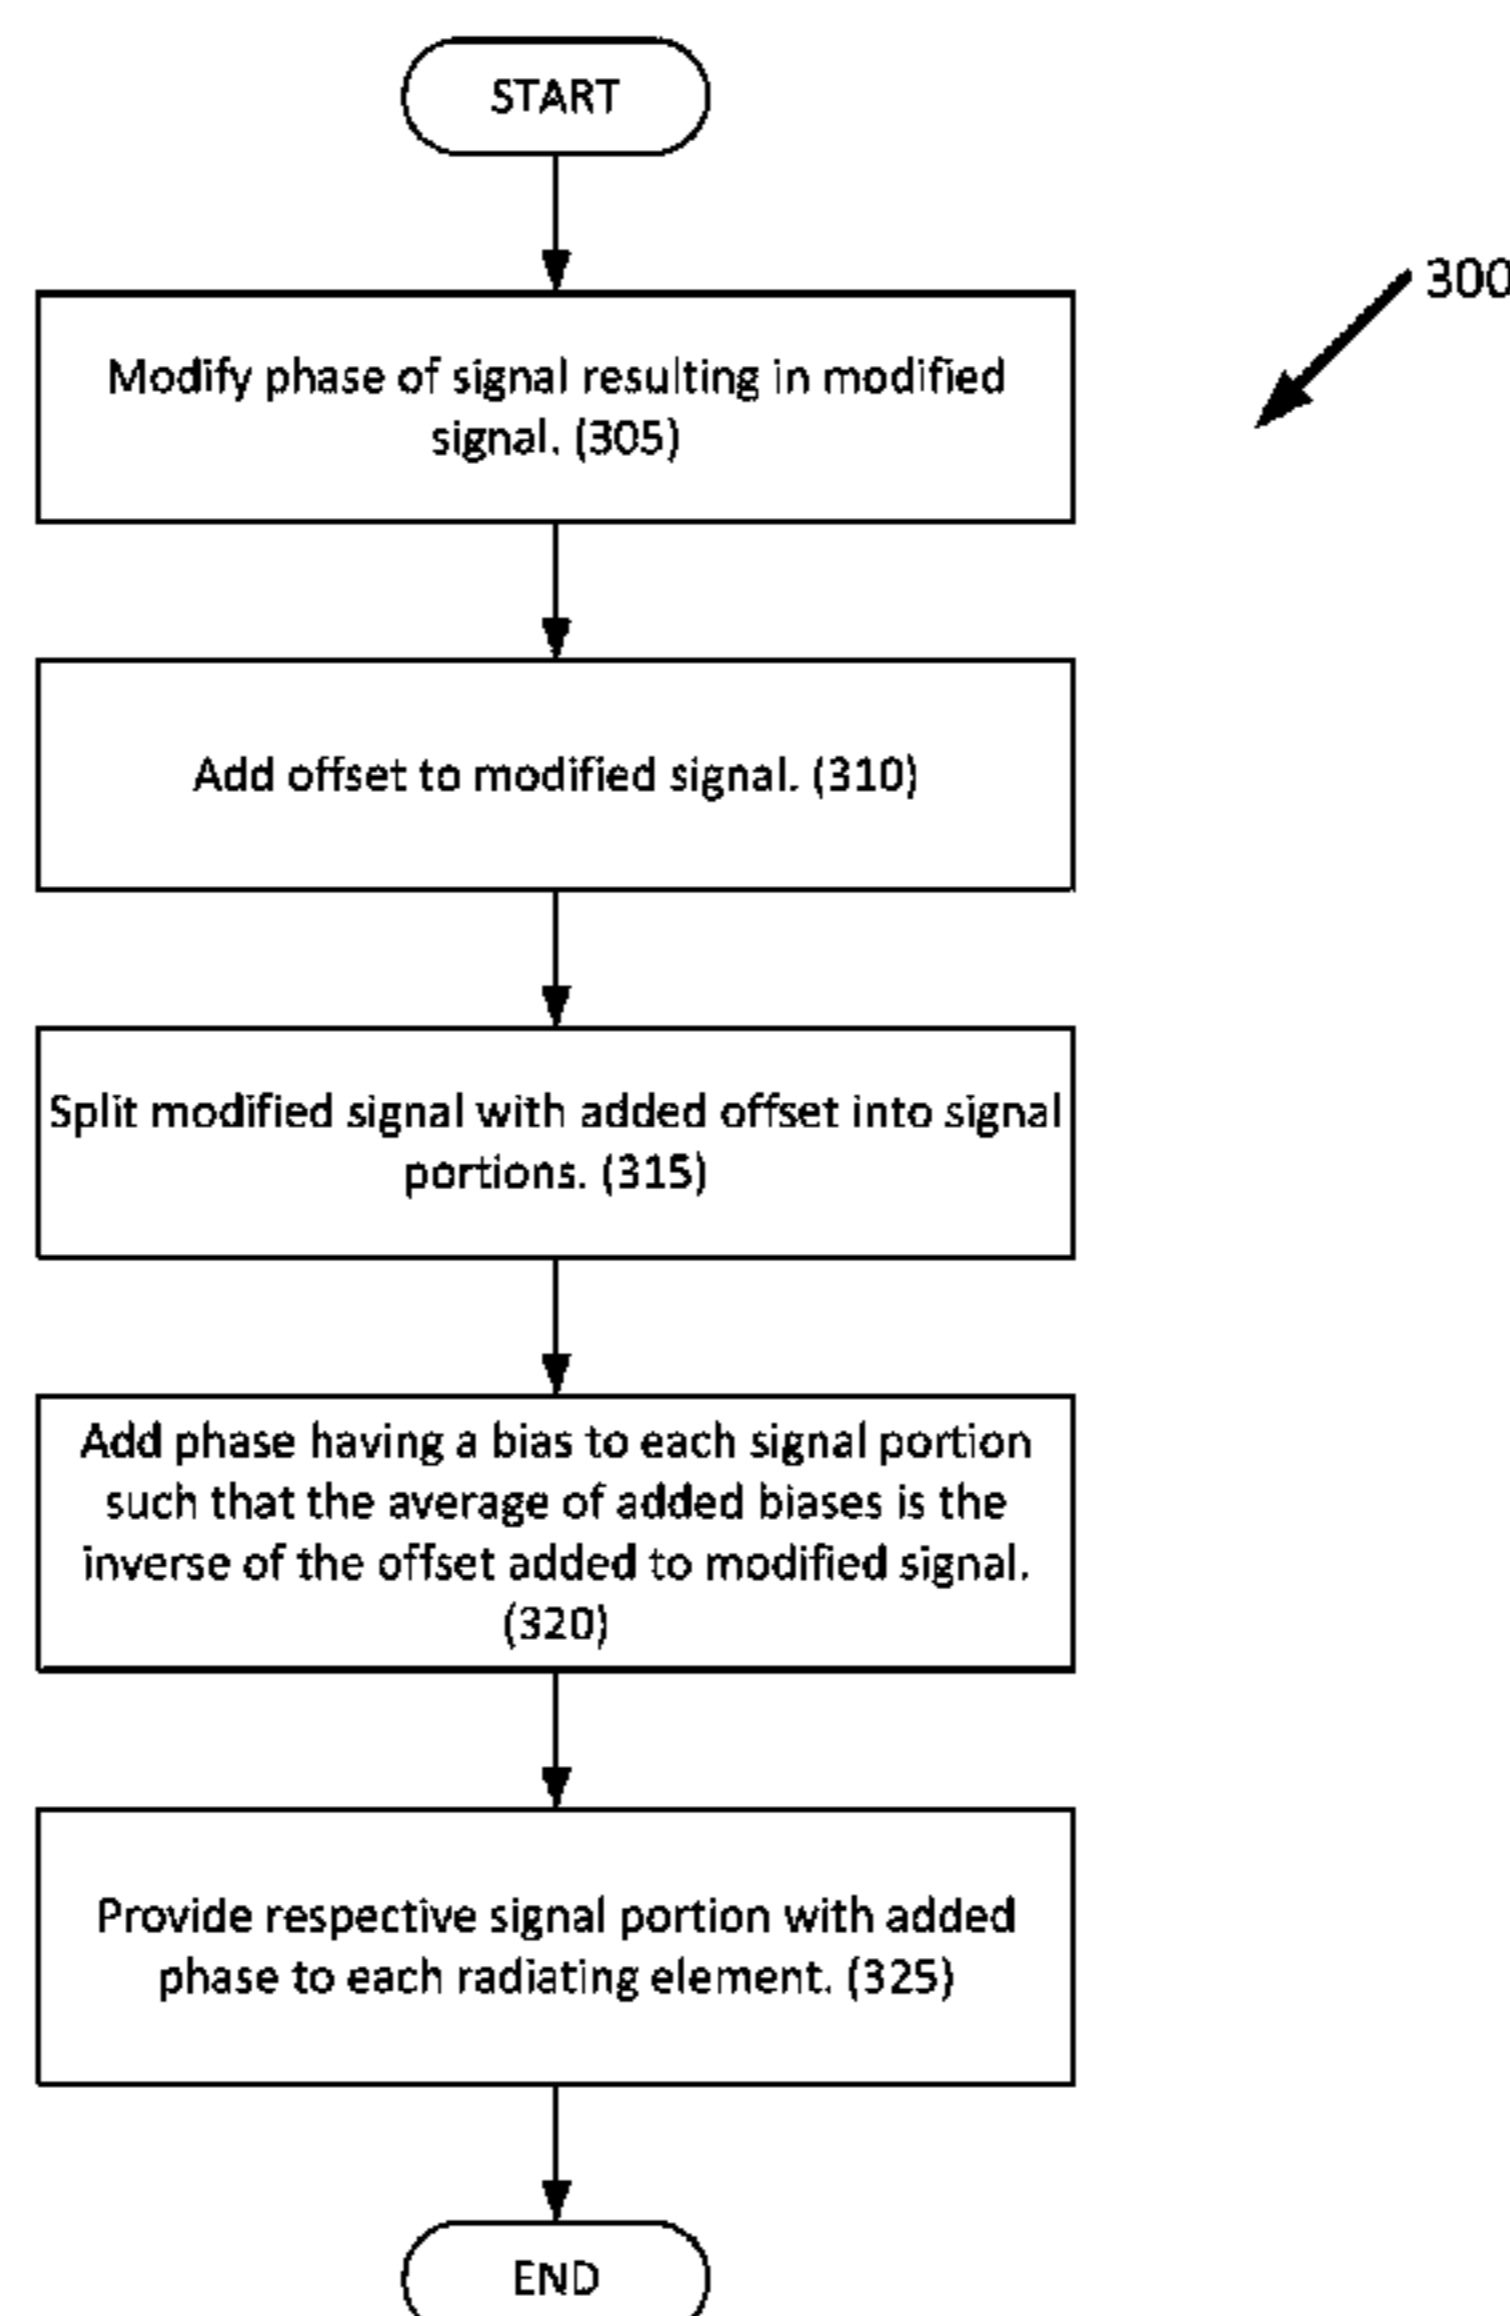 START
300
Modify phase of signal resulting in modified
signal. (305)
Add offset to modified signal. (310)
Split modified signal with added offset into signal
portions. (315)
Add phase having a bias to each signal portion
such that the average of added biases is the
inverse of the offset added to modified signal.
(320)
Provide respective signal portion with added
phase to each radiating element. (325)
END